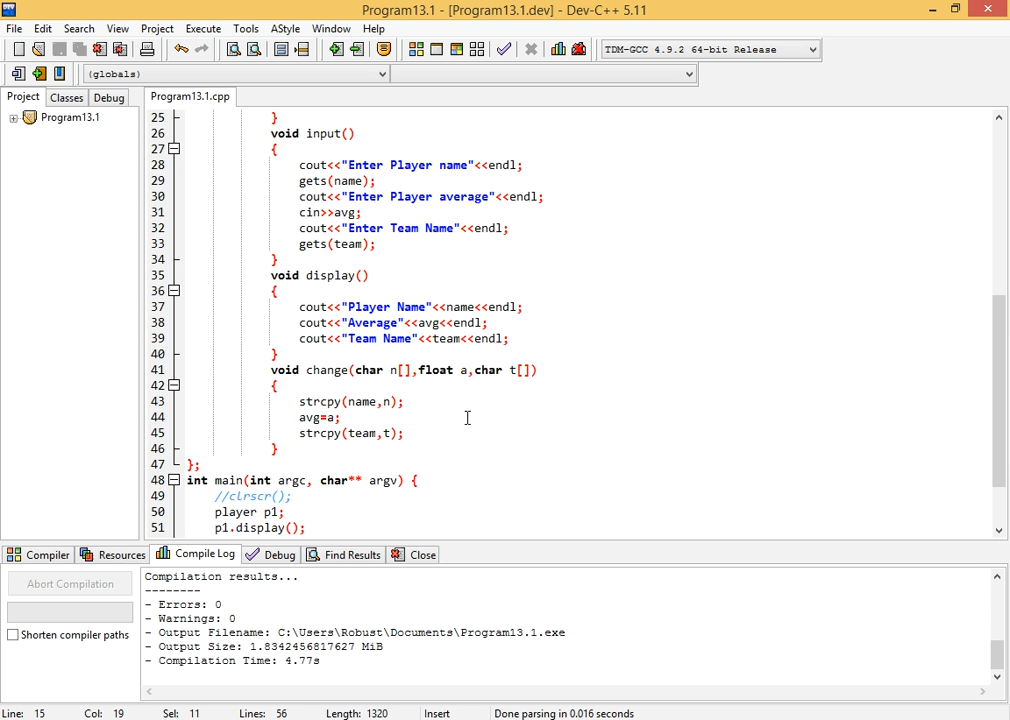 Program13.1 - [Program13.1.dev] - Dev-C++ 5.11
File Edit Search View Project Execute Tools AStyle Window Help
TDM-GCC 4.9.2 64-bit Release
(globals)
Project Classes Debug Program13.1.cpp
Program13.1
25 }
26 void input()
27 {
28 cout<<"Enter Player name"<<endl;
29 gets(name);
30 cout<<"Enter Player average"<<endl;
31 cin>>avg;
32 cout<<"Enter Team Name"<<endl;
33 gets(team);
34 }
35 void display()
36 {
37 cout<<"Player Name"<<name<<endl;
38 cout<<"Average"<<avg<<endl;
39 cout<<"Team Name"<<team<<endl;
40 }
41 void change(char n[],float a,char t[])
42 {
43 strcpy(name,n);
44 avg=a;
45 strcpy(team,t);
46 }
47 };
48 int main(int argc, char** argv) {
49 //clrscr();
50 player p1;
51 p1.display();
Compiler Resources Compile Log Debug Find Results Close
Abort Compilation
Shorten compiler paths
Compilation results...
--------
- Errors: 0
- Warnings: 0
- Output Filename: C:\Users\Robust\Documents\Program13.1.exe
- Output Size: 1.8342456817627 MiB
- Compilation Time: 4.77s
Line: 15 Col: 19 Sel: 11 Lines: 56 Length: 1320 Insert Done parsing in 0.016 seconds